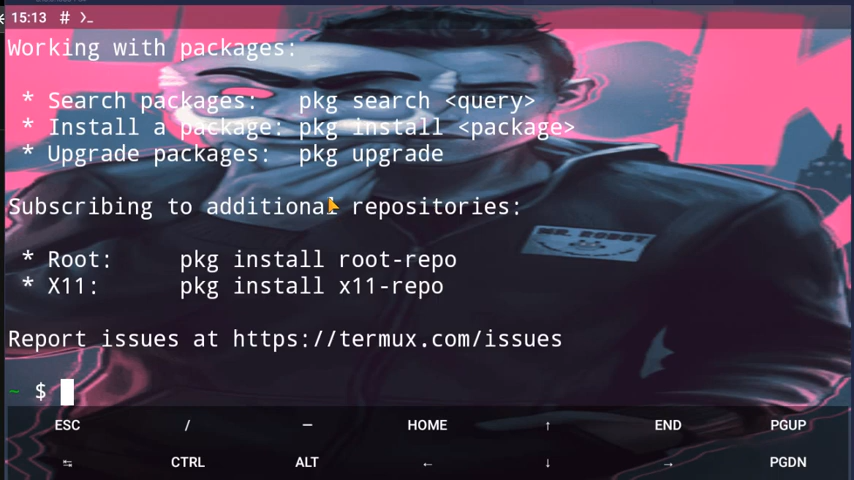 15:13 # >_
Working with packages:
* Search packages: pkg search <query>
* Install a package: pkg install <package>
* Upgrade packages: pkg upgrade
Subscribing to additional repositories:
* Root: pkg install root-repo
* X11: pkg install x11-repo
Report issues at https://termux.com/issues
~ $
MR. ROBOT
ESC / — HOME ↑ END PGUP
↹ CTRL ALT ← ↓ → PGDN